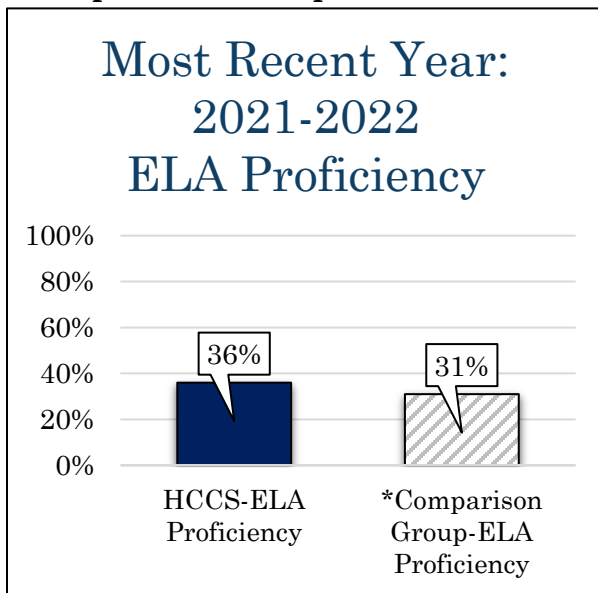 Most Recent Year:
2021-2022
ELA Proficiency
100%
80%
60%
40%
20%
0%
36%
31%
HCCS-ELA
Proficiency
*Comparison
Group-ELA
Proficiency